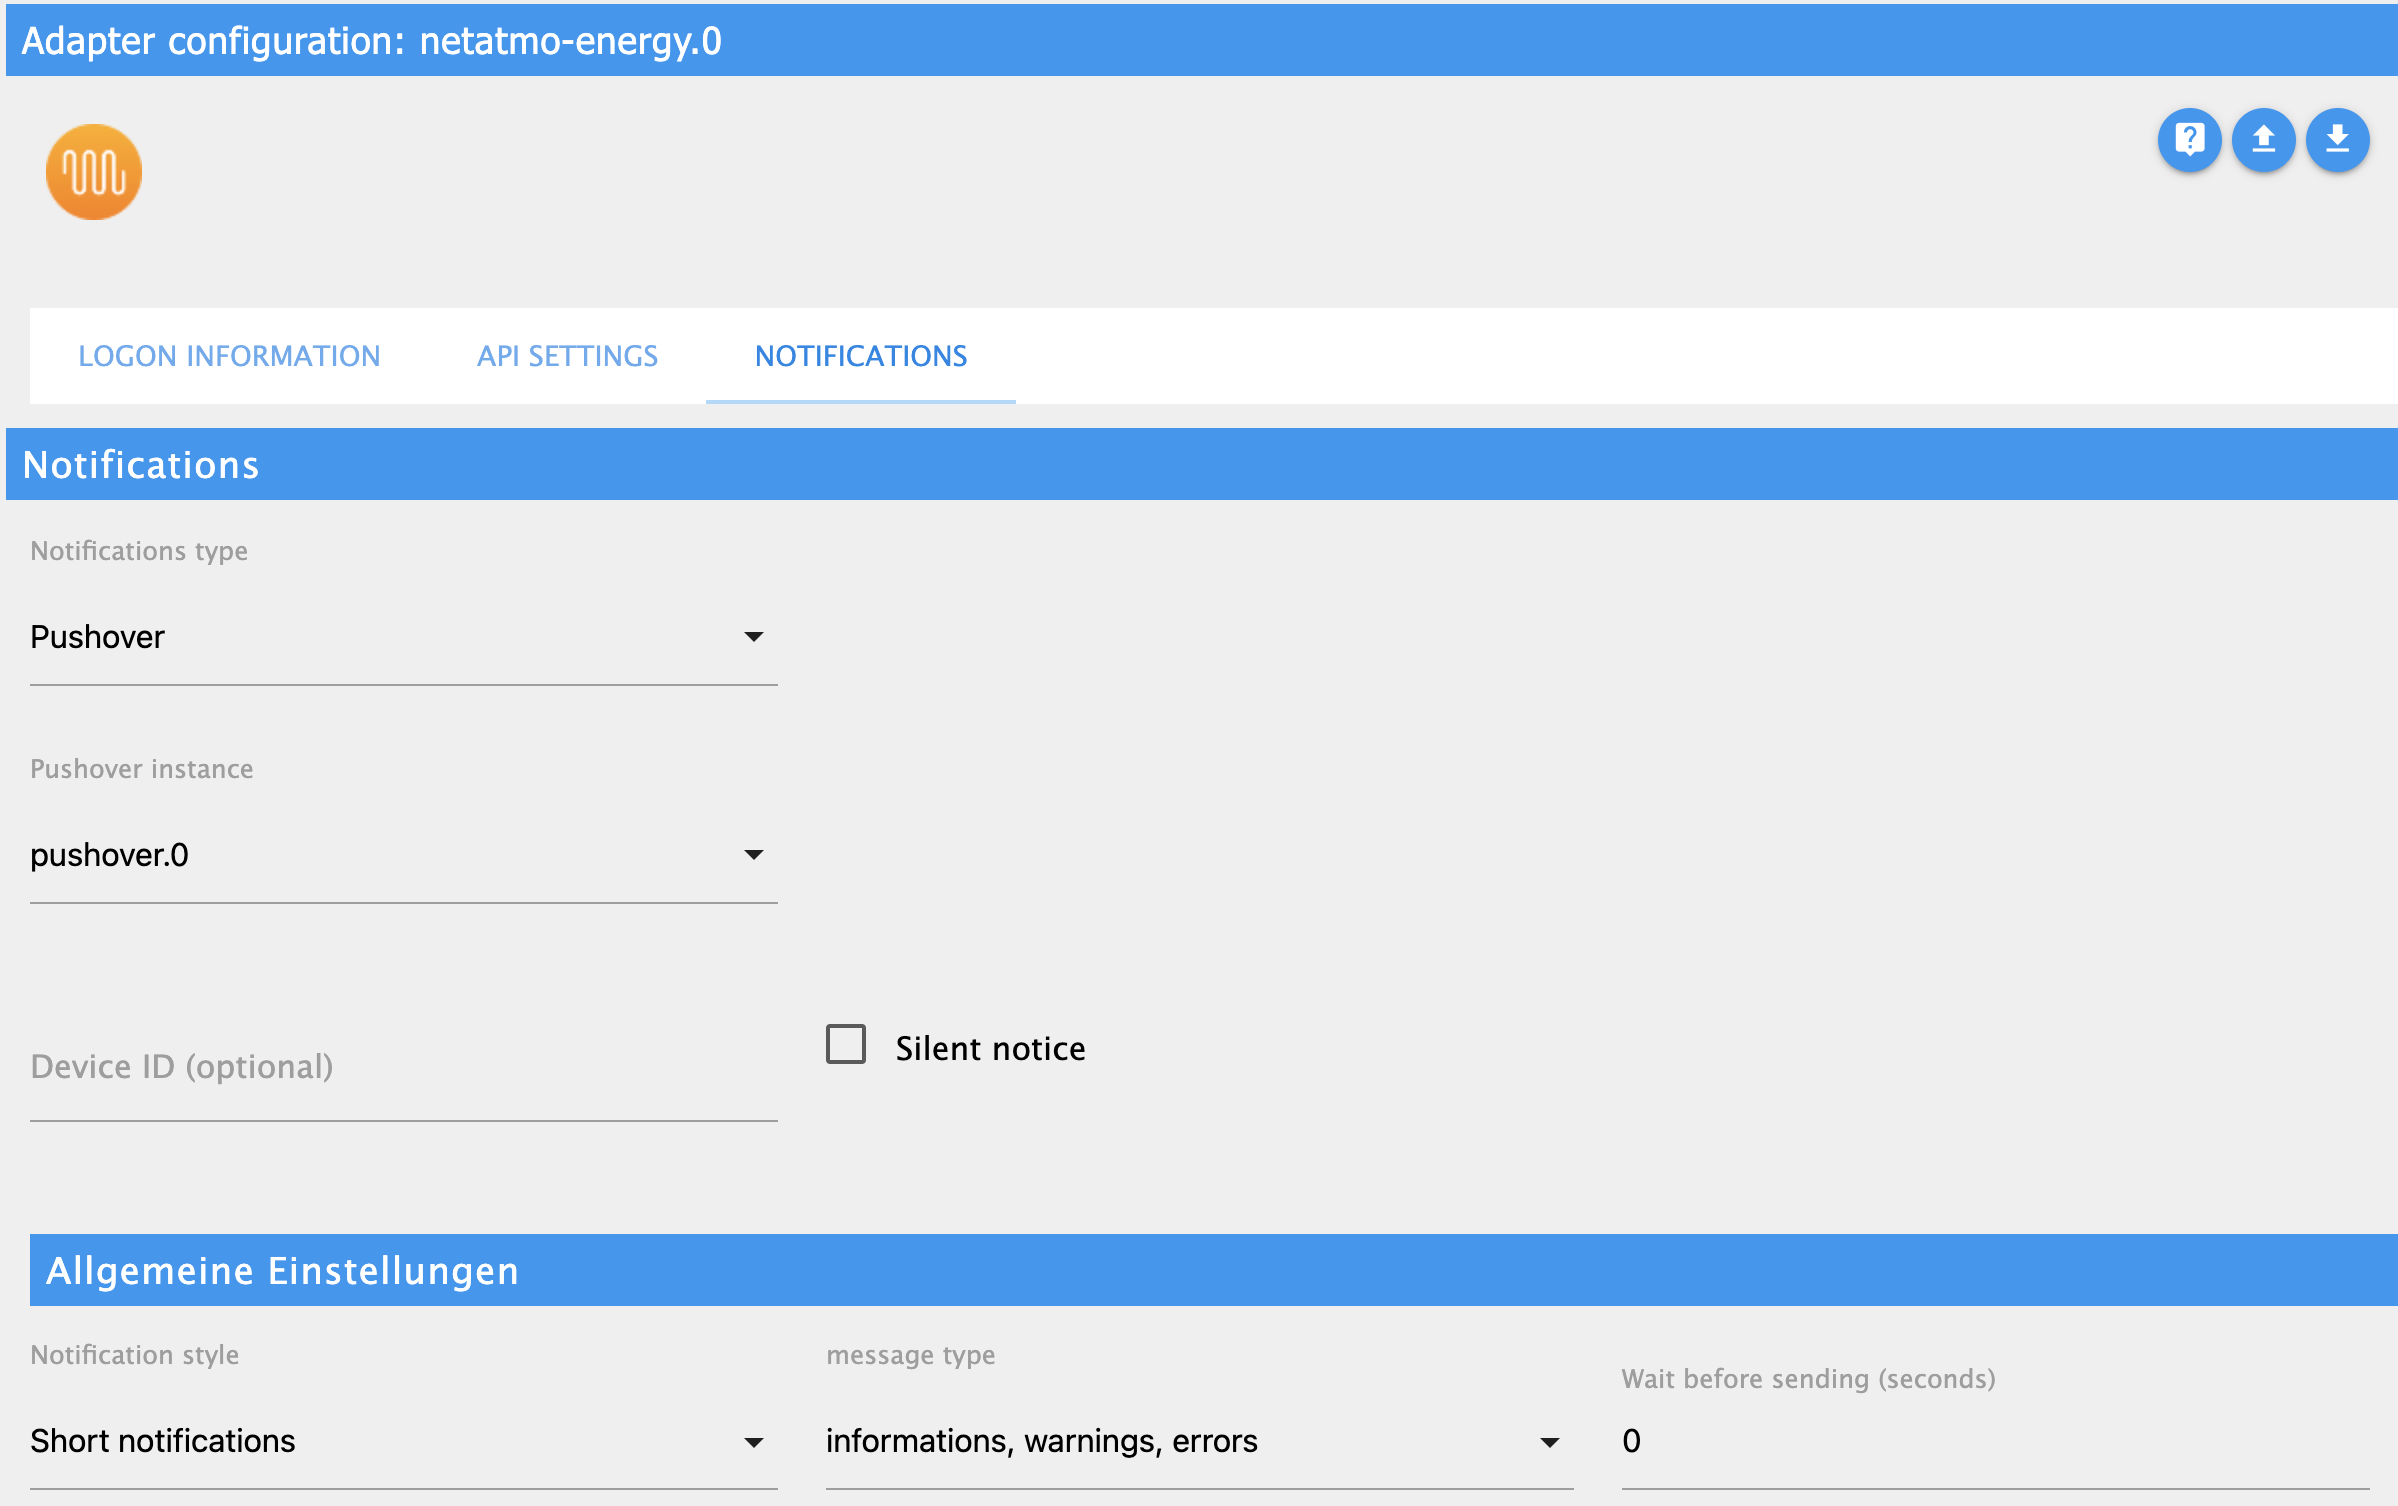 Adapter configuration: netatmo-energy.0
LOGON INFORMATION API SETTINGS NOTIFICATIONS
Notifications
Notifications type
Pushover
Pushover instance
pushover.0
Device ID (optional) Silent notice
Allgemeine Einstellungen
Notification style message type Wait before sending (seconds)
Short notifications informations, warnings, errors 0